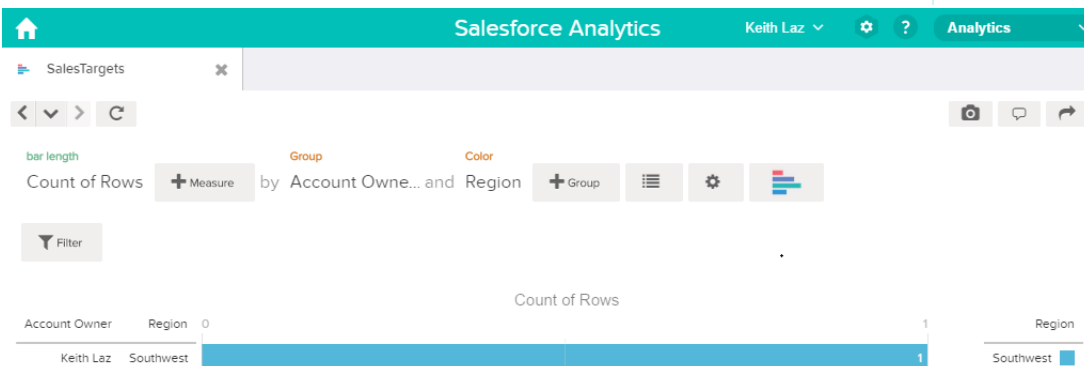 Salesforce Analytics Keith Laz ? Analytics
SalesTargets
bar length Group Color
Count of Rows + Measure by Account Owne... and Region + Group
Filter
Count of Rows
Account Owner Region 0 1 Region
Keith Laz Southwest 1 Southwest